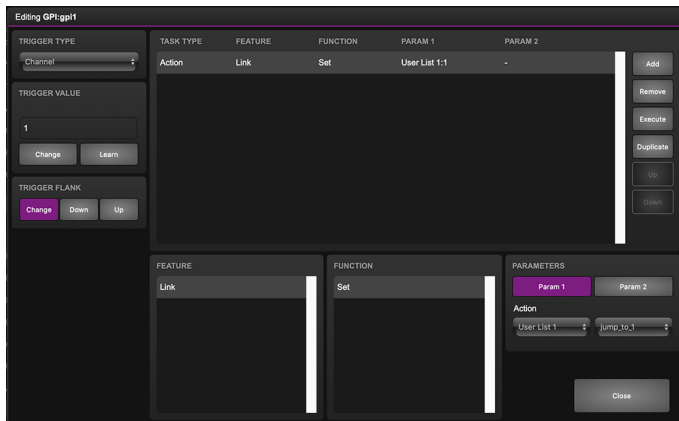 Editing GPI:gpi1
TRIGGER TYPE
Channel
TRIGGER VALUE
1
Change Learn
TRIGGER FLANK
Change Down Up
TASK TYPE FEATURE FUNCTION PARAM 1 PARAM 2
Action Link Set User List 1:1 -
Add
Remove
Execute
Duplicate
Up
Down
FEATURE
Link
FUNCTION
Set
PARAMETERS
Param 1 Param 2
Action
User List 1 jump_to_1
Close